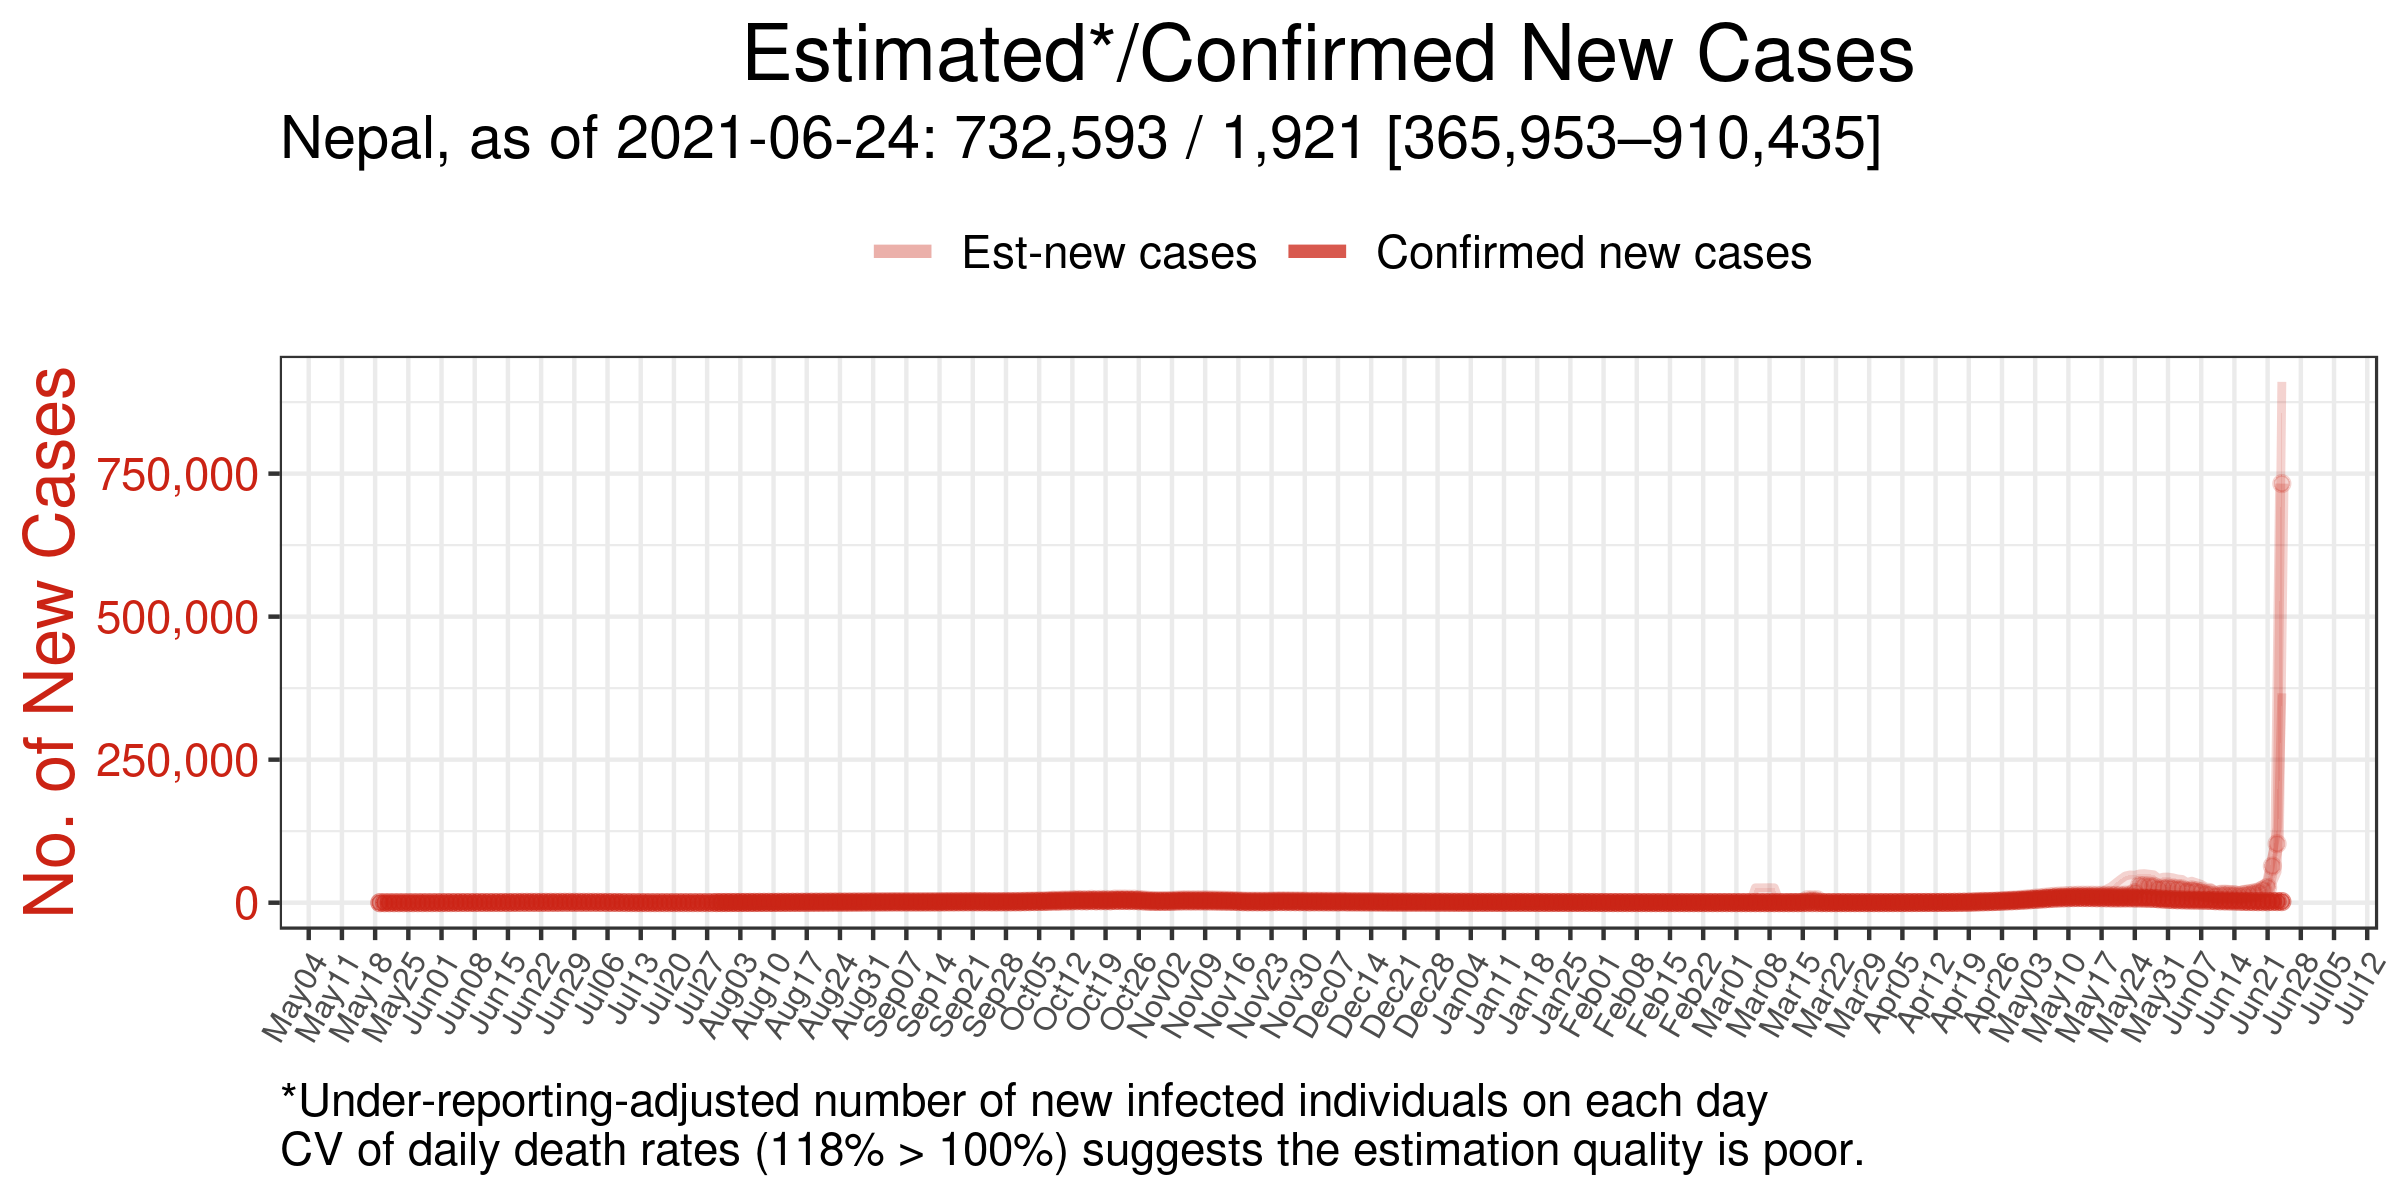 Estimated*/Confirmed New Cases
Nepal, as of 2021-06-24: 732,593 / 1,921 [365,953–910,435]
Est-new cases
Confirmed new cases
No. of New Cases
750,000
500,000
250,000
0
May04
May11
May18
May25
Jun01
Jun08
Jun15
Jun22
Jun29
Jul06
Jul13
Jul20
Jul27
Aug03
Aug10
Aug17
Aug24
Aug31
Sep07
Sep14
Sep21
Sep28
Oct05
Oct12
Oct19
Oct26
Nov02
Nov09
Nov16
Nov23
Nov30
Dec07
Dec14
Dec21
Dec28
Jan04
Jan11
Jan18
Jan25
Feb01
Feb08
Feb15
Feb22
Mar01
Mar08
Mar15
Mar22
Mar29
Apr05
Apr12
Apr19
Apr26
May03
May10
May17
May24
May31
Jun07
Jun14
Jun21
Jun28
Jul05
Jul12
*Under-reporting-adjusted number of new infected individuals on each day
CV of daily death rates (118% > 100%) suggests the estimation quality is poor.